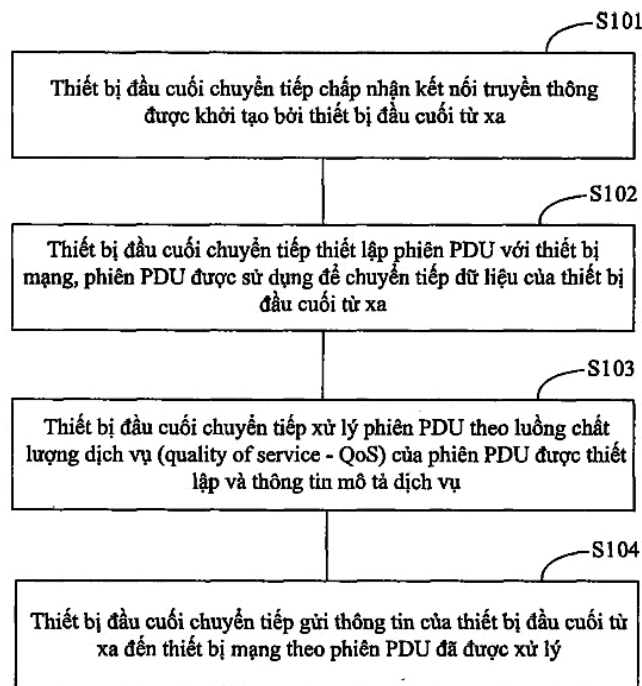 S101
Thiết bị đầu cuối chuyển tiếp chấp nhận kết nối truyền thông
được khởi tạo bởi thiết bị đầu cuối từ xa
S102
Thiết bị đầu cuối chuyển tiếp thiết lập phiên PDU với thiết bị
mạng, phiên PDU được sử dụng để chuyển tiếp dữ liệu của thiết bị
đầu cuối từ xa
S103
Thiết bị đầu cuối chuyển tiếp xử lý phiên PDU theo luồng chất
lượng dịch vụ (quality of service - QoS) của phiên PDU được thiết
lập và thông tin mô tả dịch vụ
S104
Thiết bị đầu cuối chuyển tiếp gửi thông tin của thiết bị đầu cuối từ
xa đến thiết bị mạng theo phiên PDU đã được xử lý